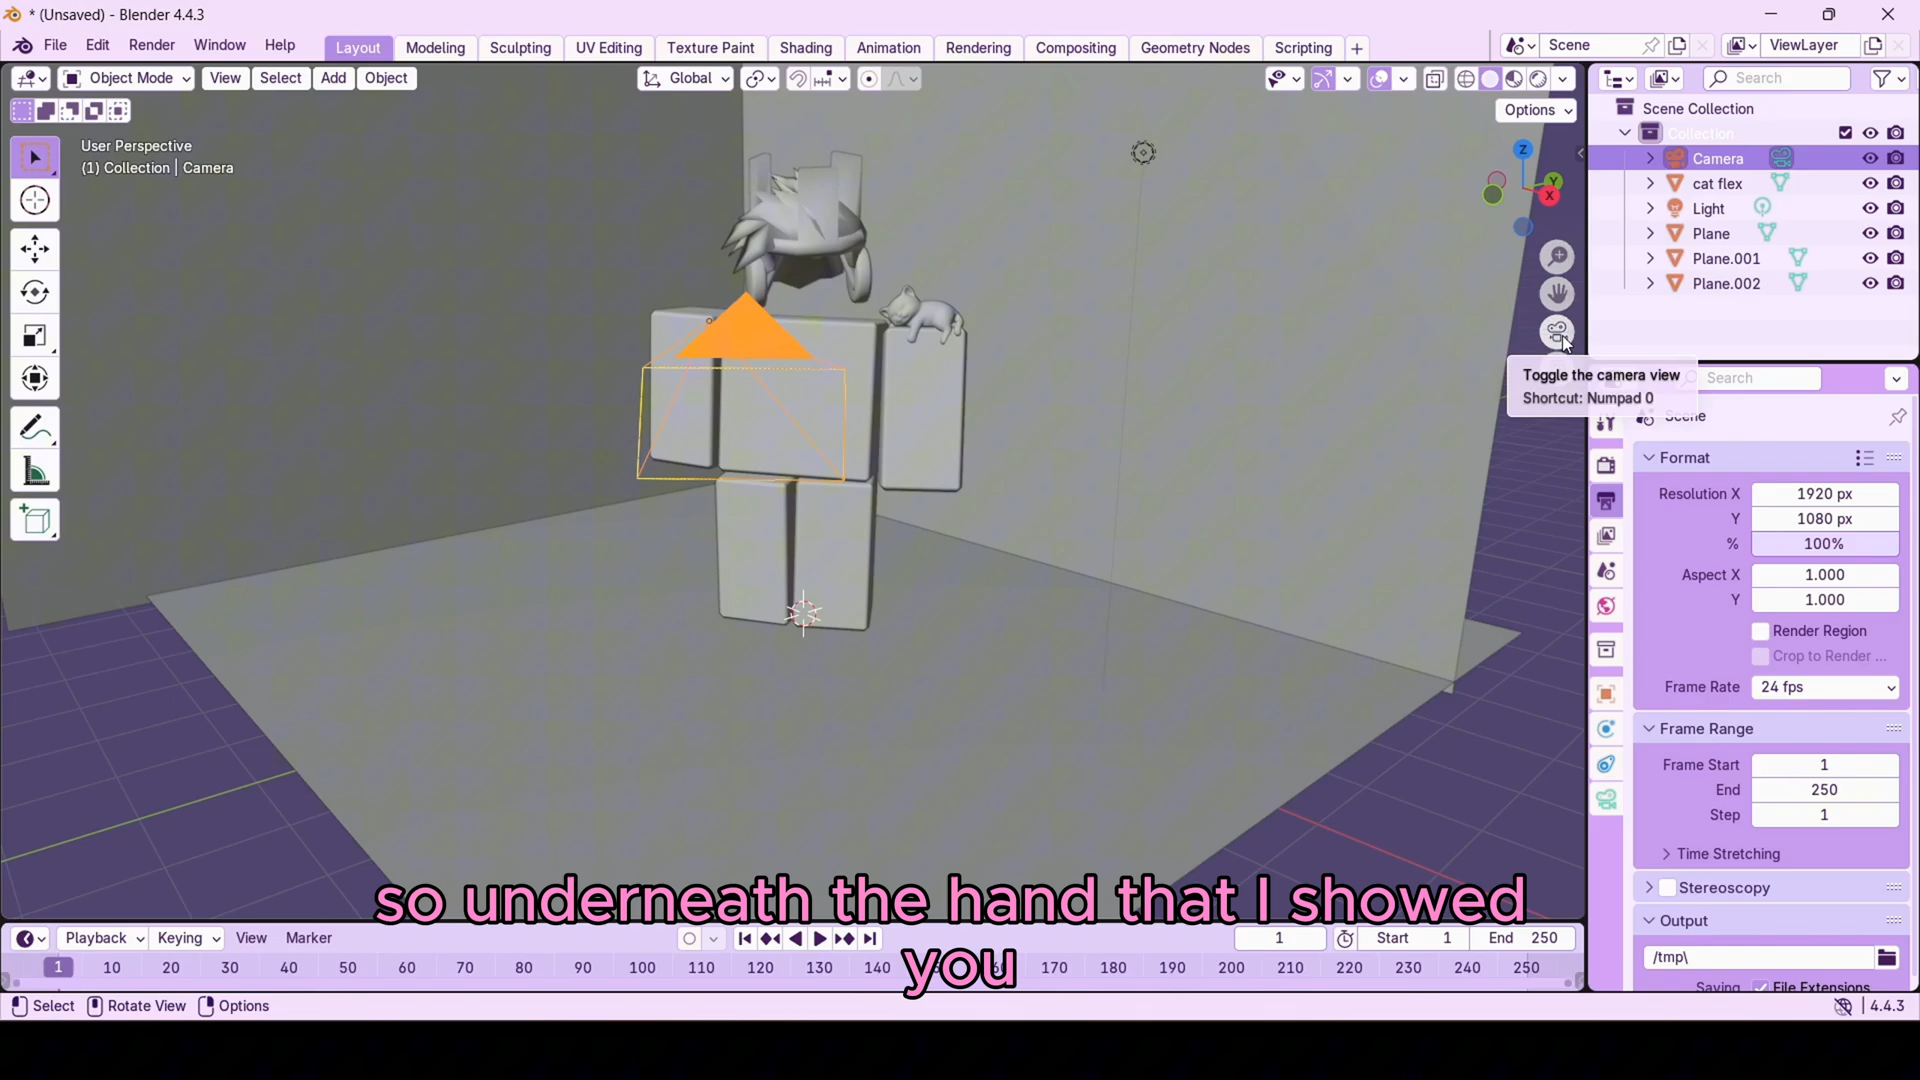 * (Unsaved) - Blender 4.4.3
File Edit Render Window Help Layout Modeling Sculpting UV Editing Texture Paint Shading Animation Rendering Compositing Geometry Nodes Scripting + Scene ViewLayer
Object Mode View Select Add Object Global Search
Options
Scene Collection
Collection
User Perspective
(1) Collection | Camera
Camera
cat flex
Light
Plane
Plane.001
Plane.002
Z
Y
X
Toggle the camera view
Shortcut: Numpad 0
Search
Scene
Format
Resolution X 1920 px
Y 1080 px
% 100%
Aspect X 1.000
Y 1.000
Render Region
Crop to Render ...
Frame Rate 24 fps
Frame Range
Frame Start 1
End 250
Step 1
Time Stretching
Stereoscopy
Output
/tmp\
Saving File Extensions
so underneath the hand that I showed
you
Playback Keying View Marker 1 Start 1 End 250
1 10 20 30 40 50 60 70 80 90 100 110 120 130 140 170 180 190 200 210 220 230 240 250
Select Rotate View Options 4.4.3